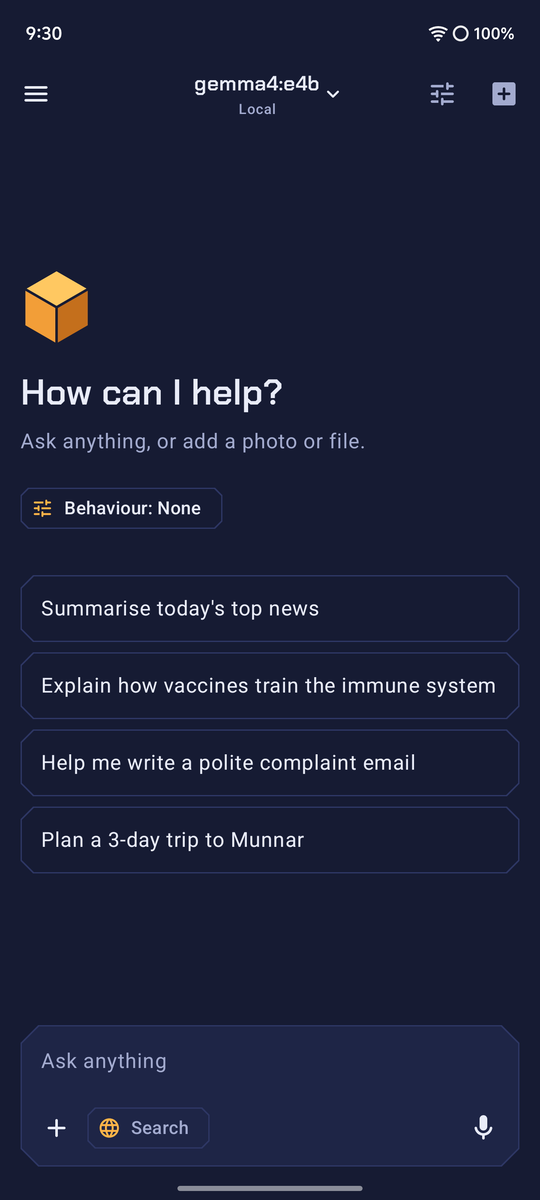 9:30
100%
gemma4:e4b
Local
How can I help?
Ask anything, or add a photo or file.
Behaviour: None
Summarise today's top news
Explain how vaccines train the immune system
Help me write a polite complaint email
Plan a 3-day trip to Munnar
Ask anything
Search